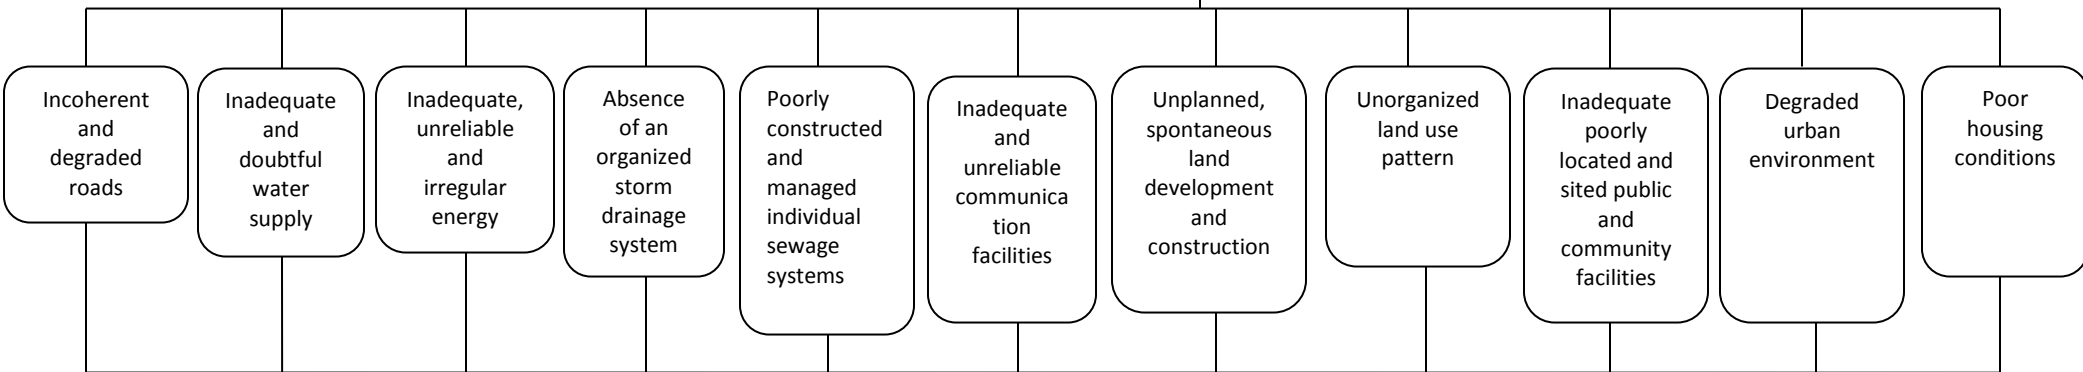 Incoherent
and
degraded
roads
Inadequate
and
doubtful
water
supply
Inadequate,
unreliable
and
irregular
energy
Absence
of an
organized
storm
drainage
system
Poorly
constructed
and
managed
individual
sewage
systems
Inadequate
and
unreliable
communica
tion
facilities
Unplanned,
spontaneous
land
development
and
construction
Unorganized
land use
pattern
Inadequate
poorly
located and
sited public
and
community
facilities
Degraded
urban
environment
Poor
housing
conditions